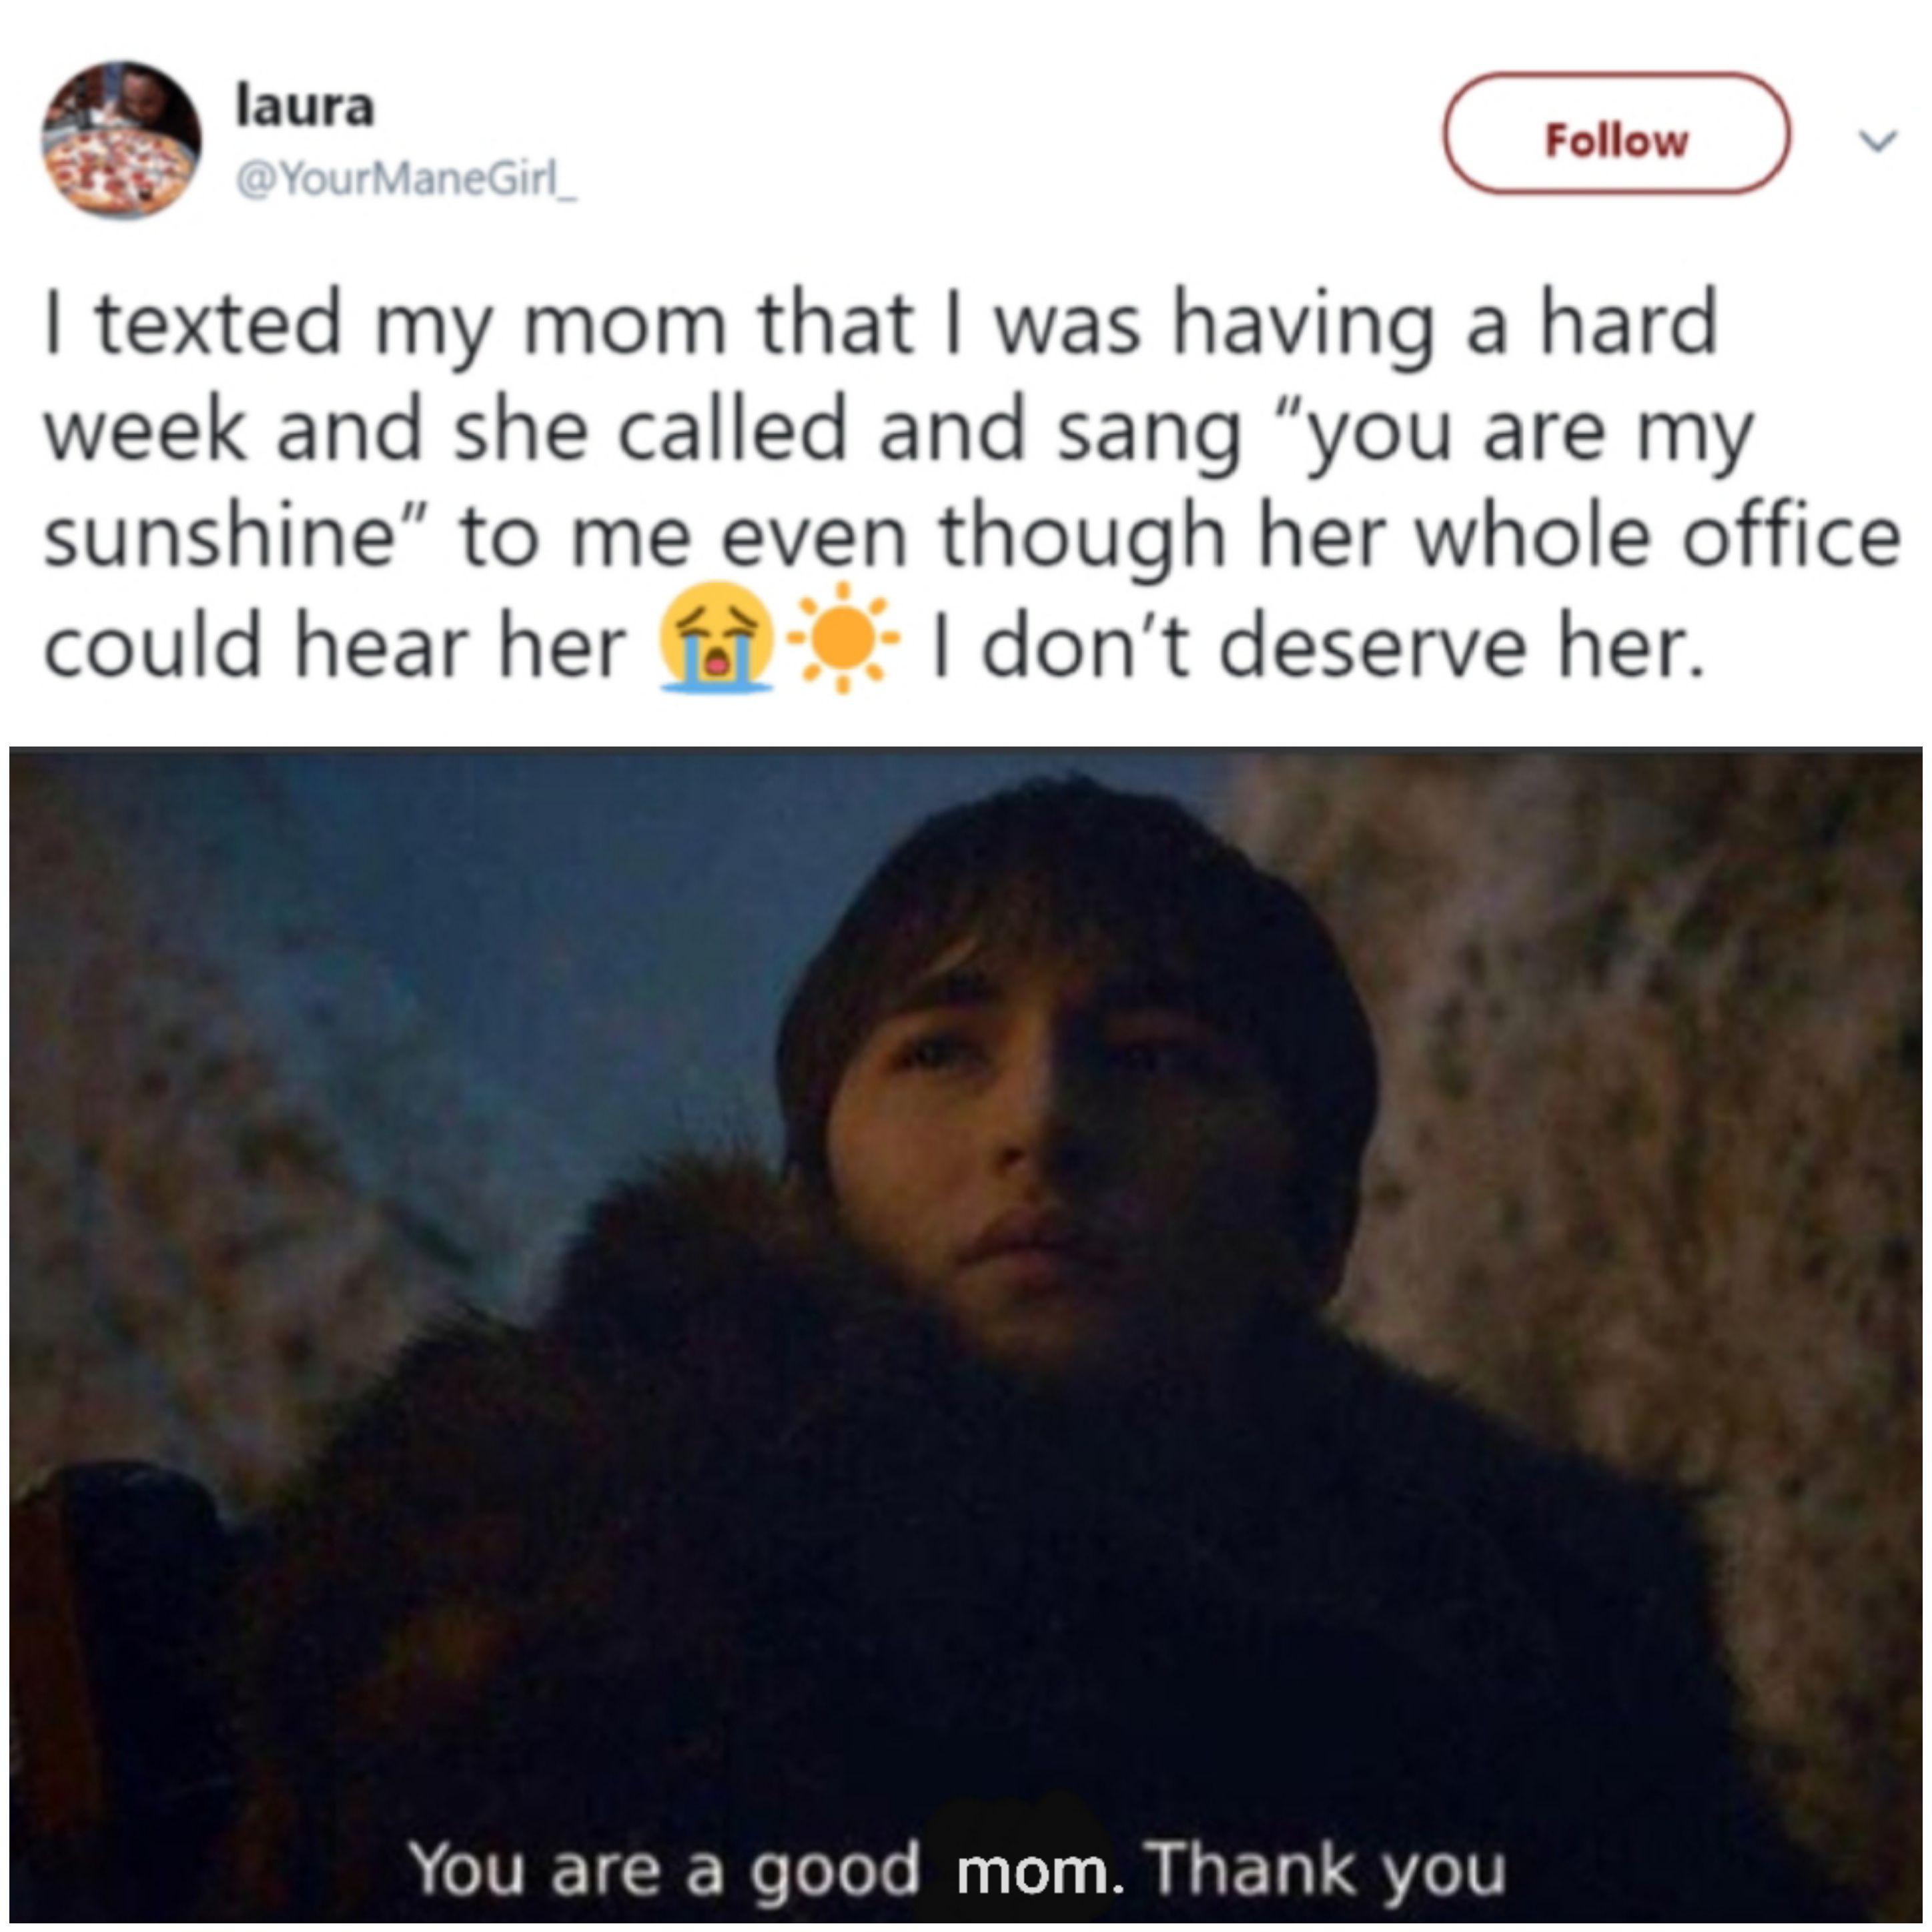 laura
@YourManeGirl_
Follow
I texted my mom that I was having a hard
week and she called and sang “you are my
sunshine” to me even though her whole office
could hear her 😭☀️ I don’t deserve her.
You are a good mom. Thank you